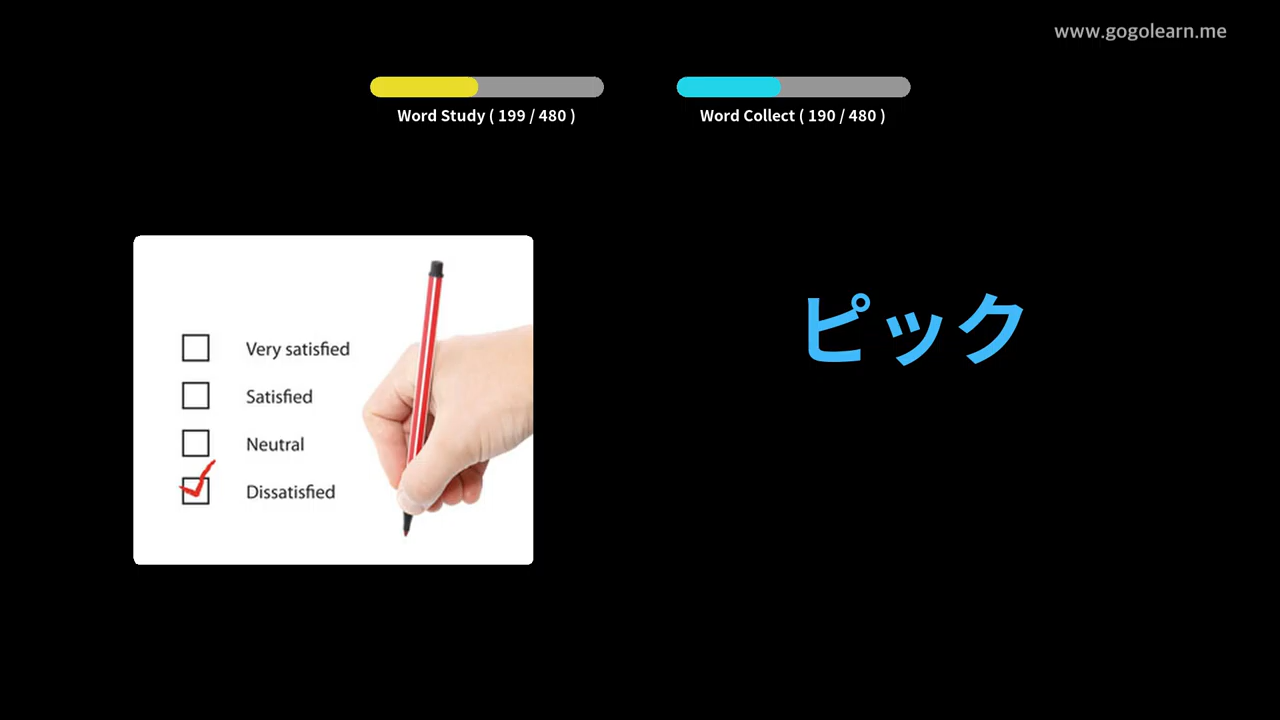 www.gogolearn.me
Word Study ( 199 / 480 )
Word Collect ( 190 / 480 )
Very satisfied
Satisfied
Neutral
Dissatisfied
ピック